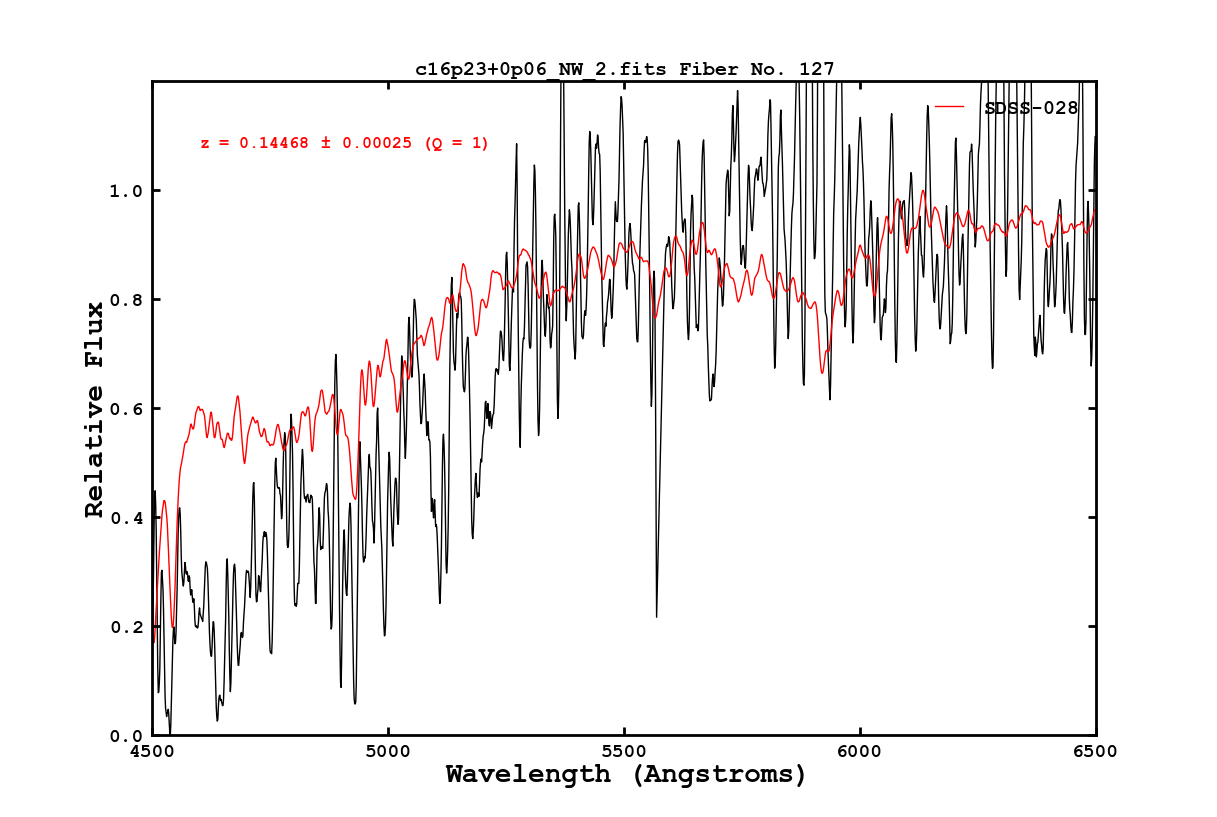 c16p23+0p06_NW_2.fits Fiber No. 127
SDSS-028
z = 0.14468 ± 0.00025 (Q = 1)
Relative Flux
1.0
0.8
0.6
0.4
0.2
0.0
4500 5000 5500 6000 6500
Wavelength (Angstroms)